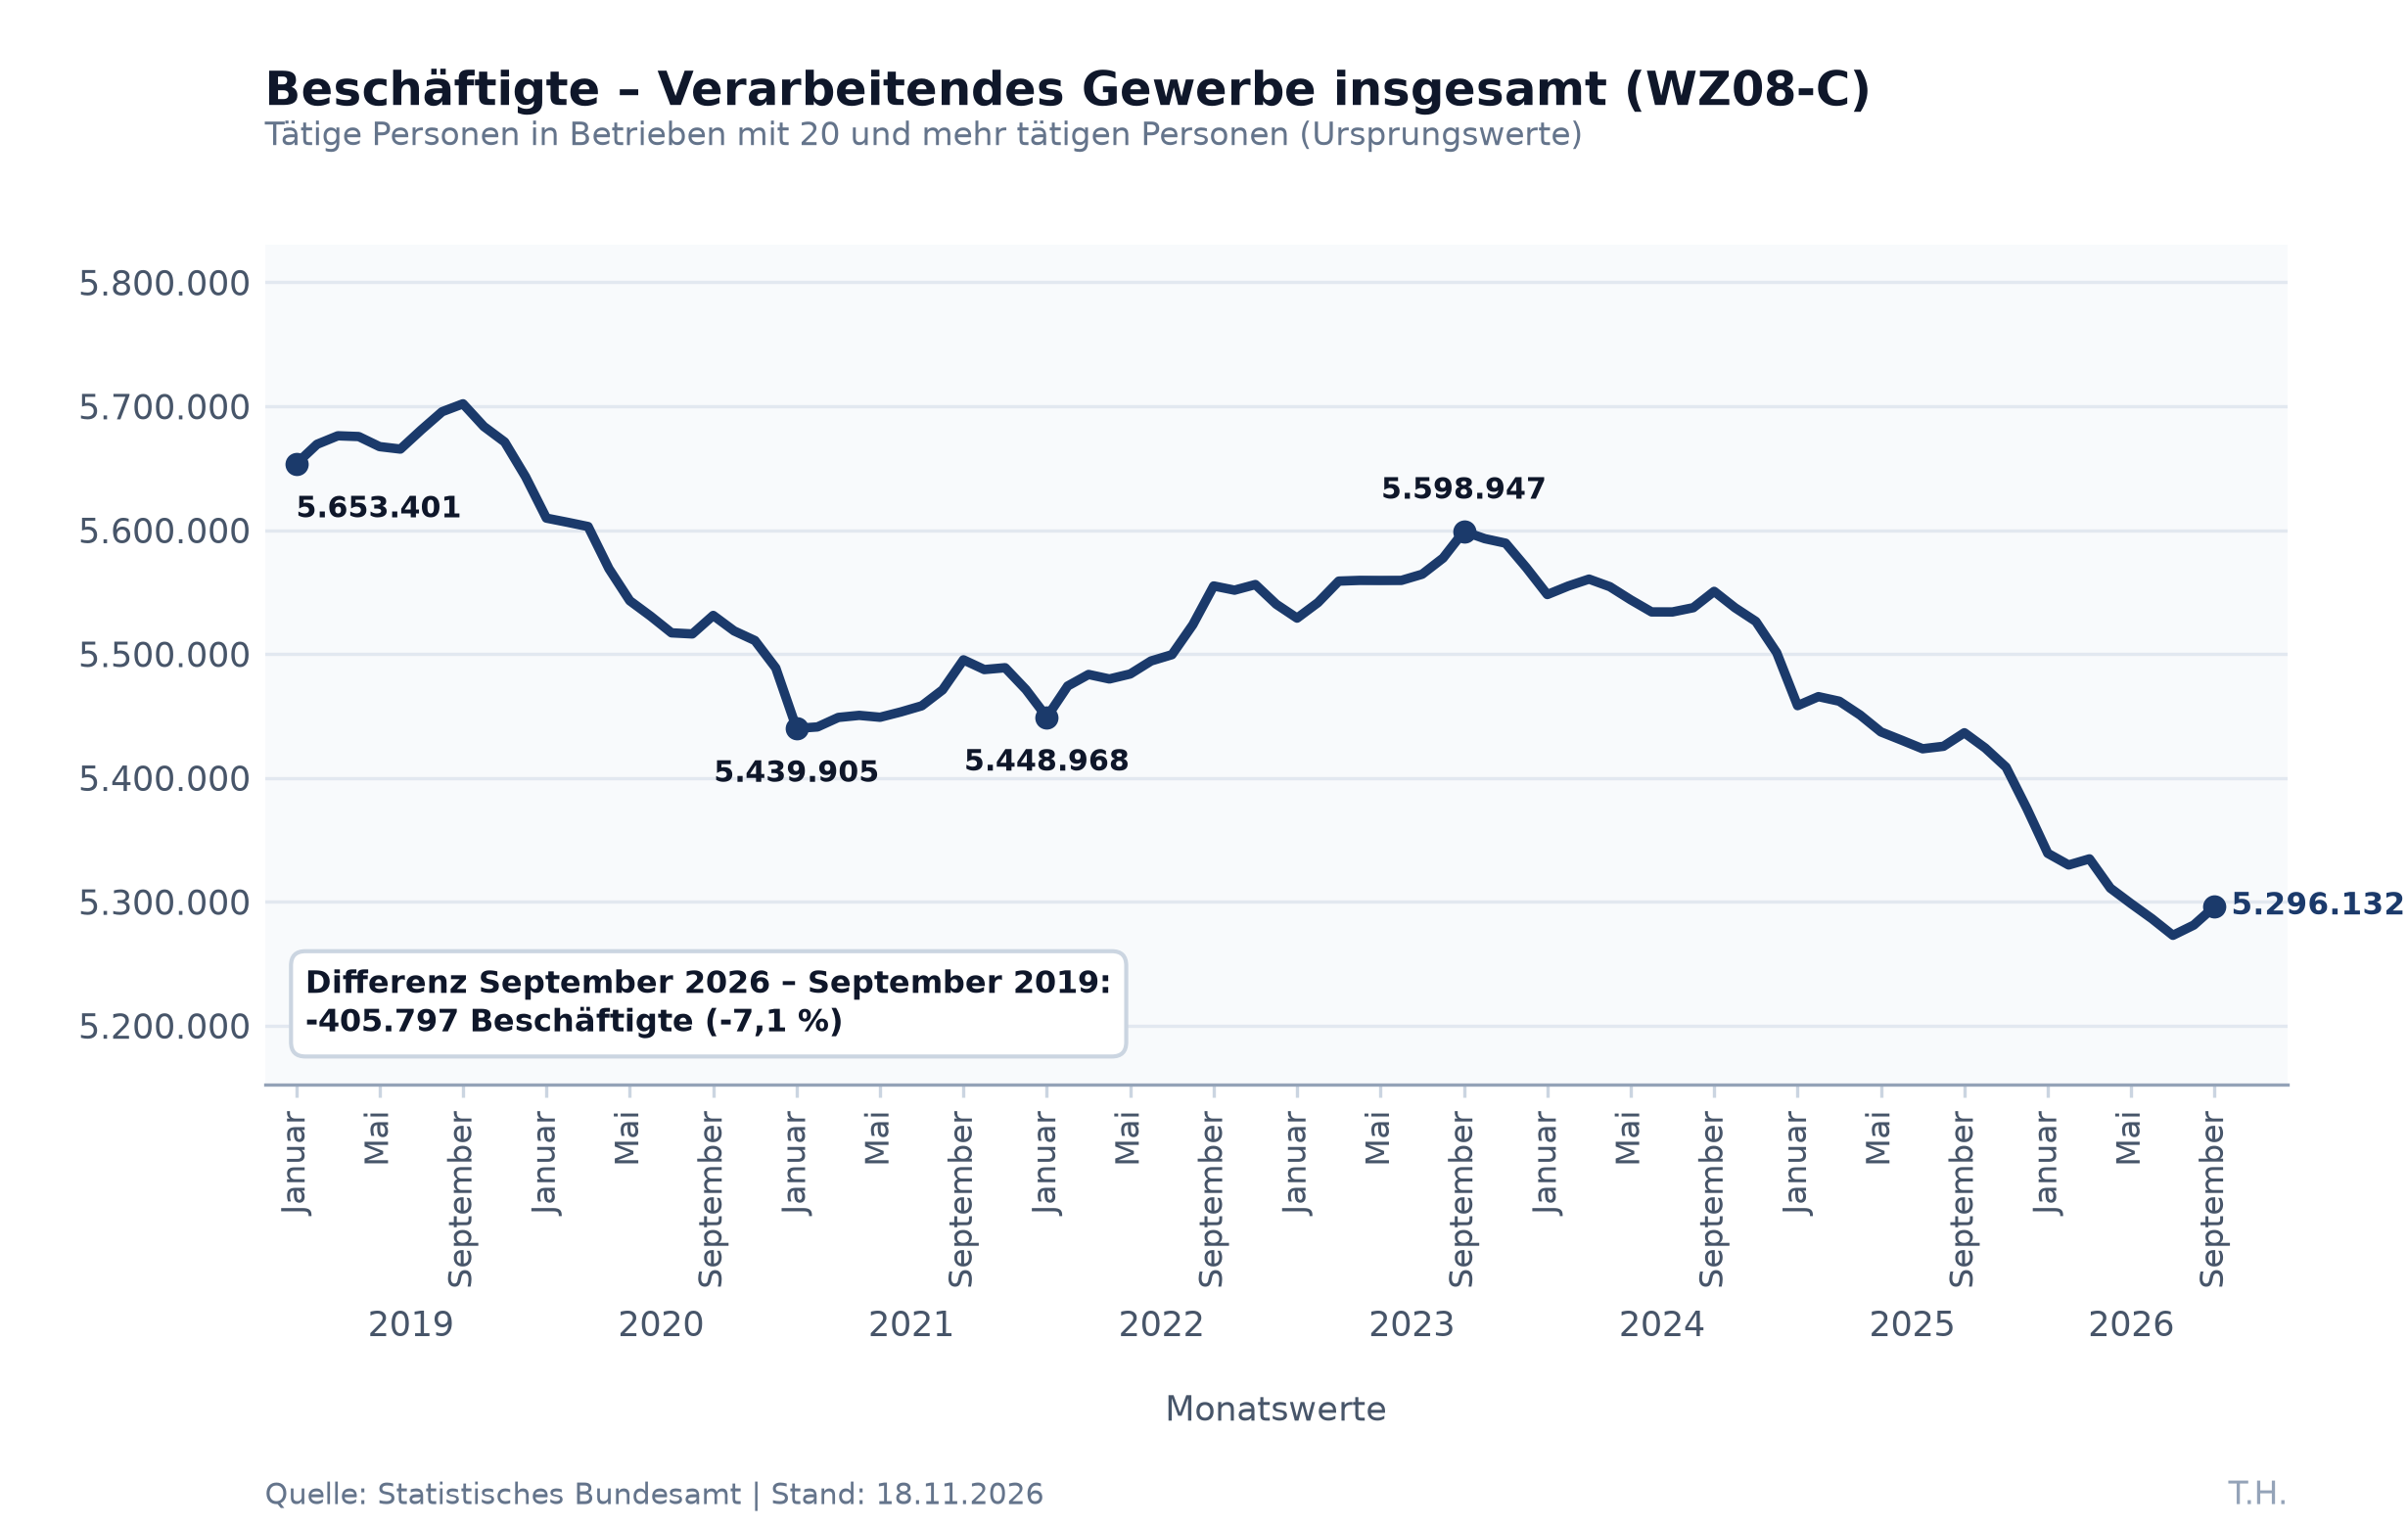 Beschäftigte – Verarbeitendes Gewerbe insgesamt (WZ08-C)
Tätige Personen in Betrieben mit 20 und mehr tätigen Personen (Ursprungswerte)
5.800.000
5.700.000
5.600.000
5.500.000
5.400.000
5.300.000
5.200.000
5.653.401
5.439.905
5.448.968
5.598.947
5.296.132
Differenz September 2026 – September 2019:
-405.797 Beschäftigte (-7,1 %)
Januar
Mai
September
Januar
Mai
September
Januar
Mai
September
Januar
Mai
September
Januar
Mai
September
Januar
Mai
September
Januar
Mai
September
Januar
Mai
September
2019 2020 2021 2022 2023 2024 2025 2026
Monatswerte
Quelle: Statistisches Bundesamt | Stand: 18.11.2026
T.H.